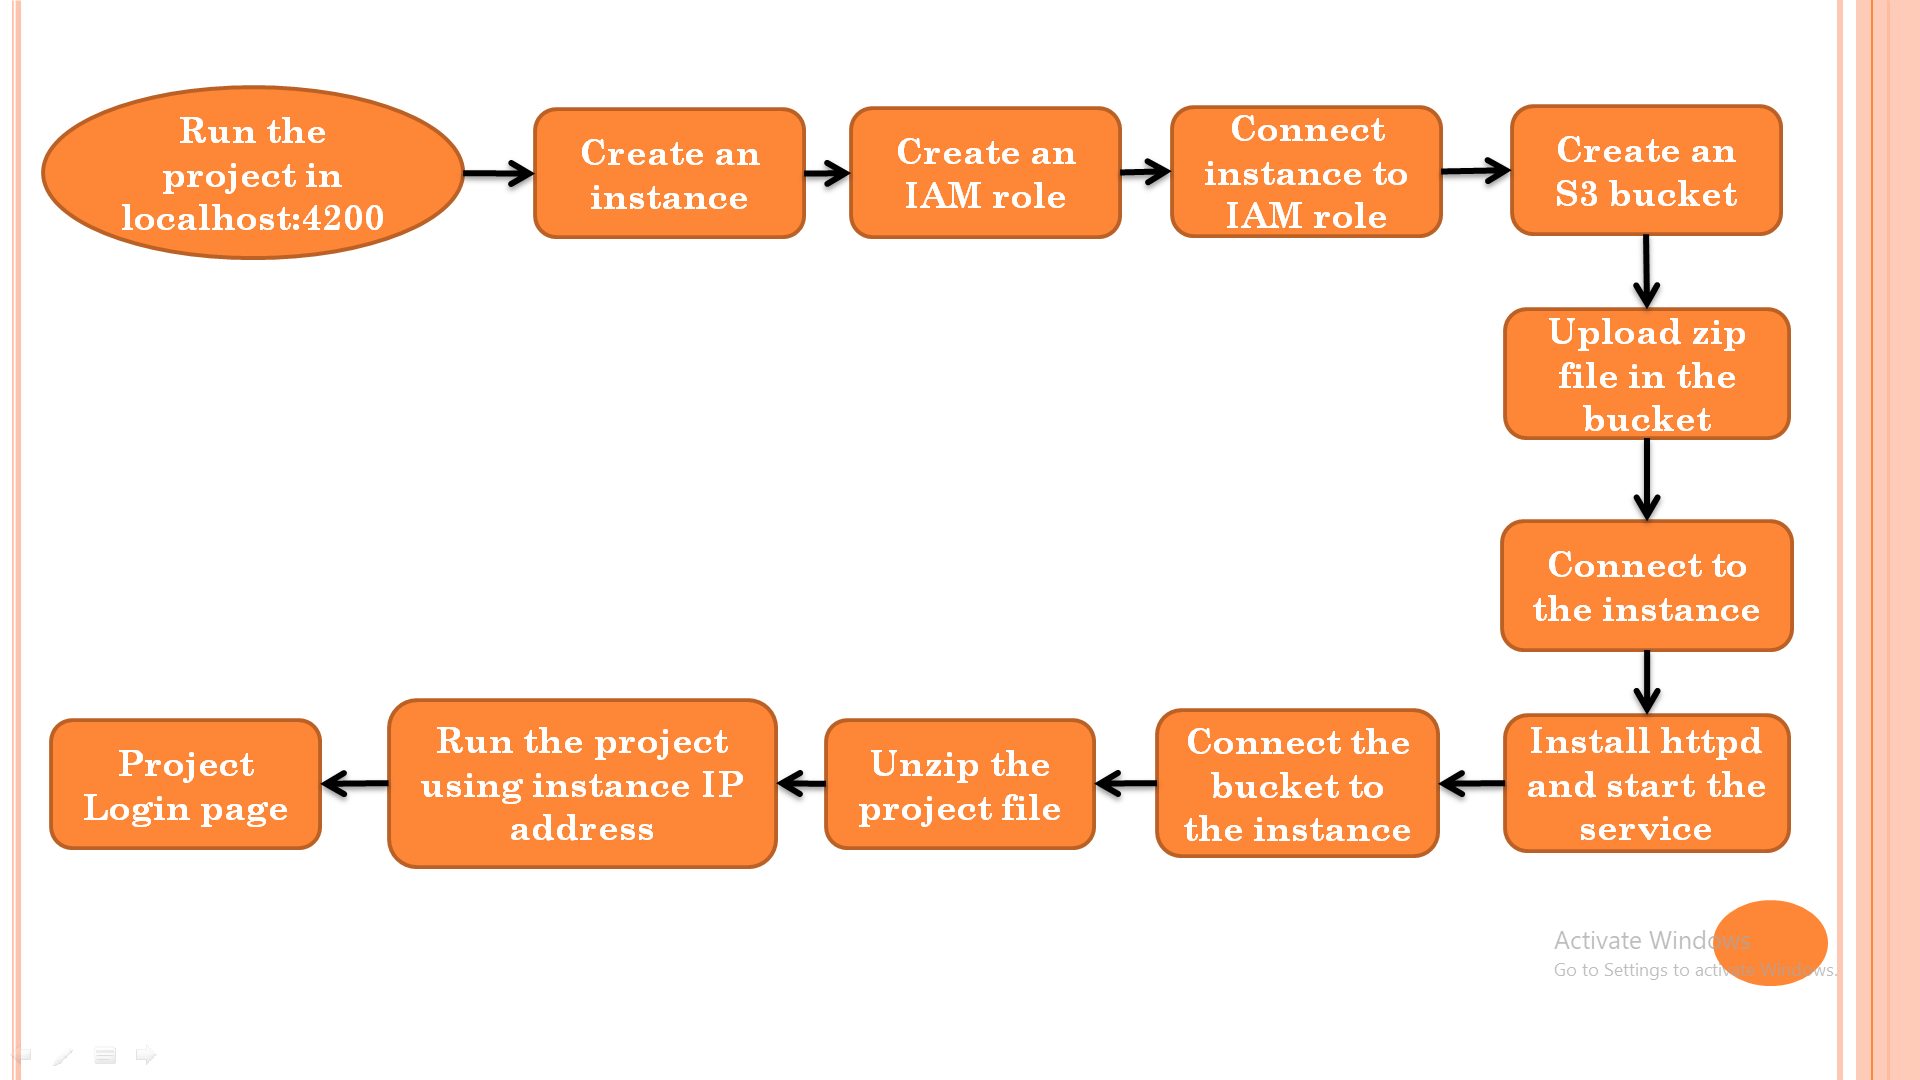 Run the
project in
localhost:4200
Create an
instance
Create an
IAM role
Connect
instance to
IAM role
Create an
S3 bucket
Upload zip
file in the
bucket
Connect to
the instance
Install httpd
and start the
service
Connect the
bucket to
the instance
Unzip the
project file
Run the project
using instance IP
address
Project
Login page
Activate Windows
Go to Settings to activate Windows.